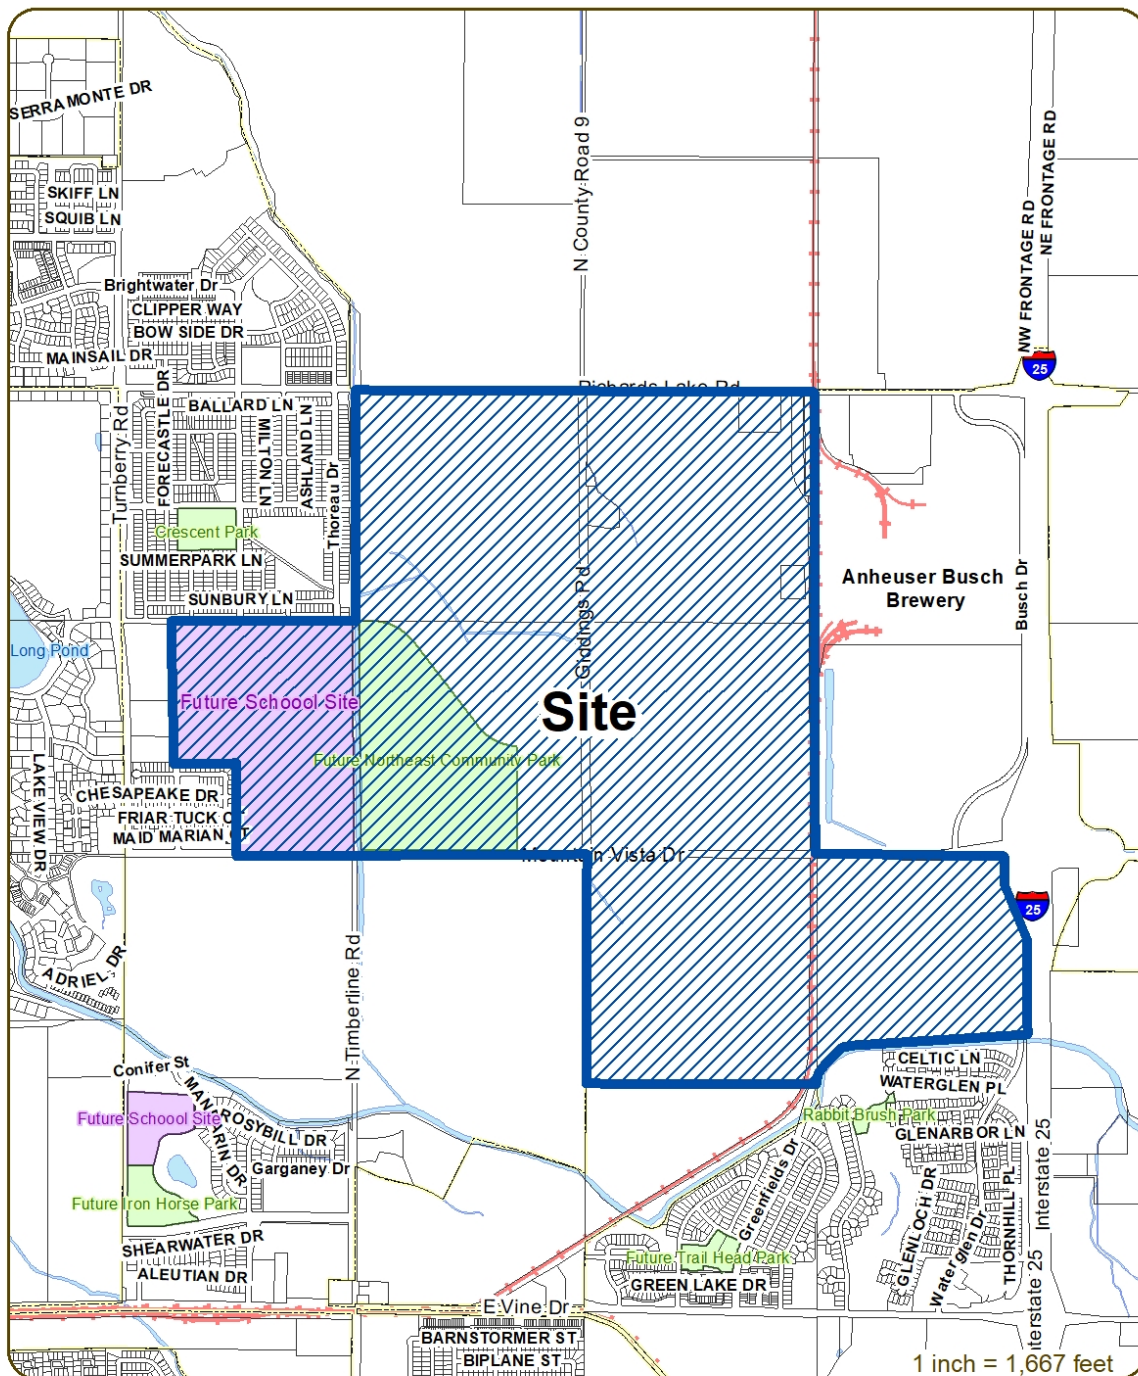 SERRAMONTE DR
SKIFF LN
SQUIB LN
N County Road 9
NW FRONTAGE RD
NE FRONTAGE RD
Brightwater Dr
CLIPPER WAY
BOW SIDE DR
MAINSAIL DR
25
Richards Lake Rd
Turnberry Rd
FORECASTLE DR
BALLARD LN
MILTON LN
ASHLAND LN
Thoreau Dr
Crescent Park
SUMMERPARK LN
SUNBURY LN
Giddings Rd
Anheuser Busch
Brewery
Busch Dr
Long Pond
Future Schoool Site
Site
Future Northeast Community Park
LAKE VIEW DR
CHESAPEAKE DR
FRIAR TUCK C
MAID MARIAN CT
Mountain Vista Dr
25
ADRIEL DR
N Timberline Rd
Conifer St
CELTIC LN
WATERGLEN PL
Future Schoool Site
ROSYBILL DR
Rabbit Brush Park
GLENARBOR LN
Garganey Dr
Greenfields Dr
GLENLOCH DR
Waterglen Dr
THORNHILL PL
Interstate 25
Future Iron Horse Park
SHEARWATER DR
ALEUTIAN DR
Future Trail Head Park
GREEN LAKE DR
E Vine Dr
BARNSTORMER ST
BIPLANE ST
nterstate 25
1 inch = 1,667 feet